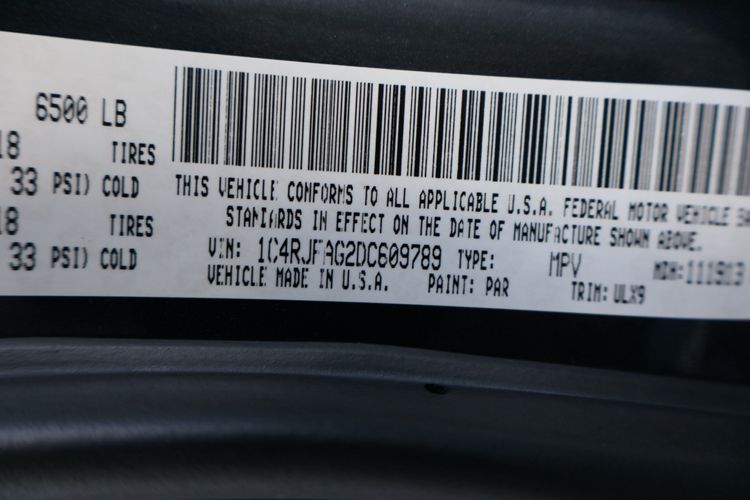 6500 LB
18 TIRES
33 PSI) COLD
18 TIRES
33 PSI) COLD
THIS VEHICLE CONFORMS TO ALL APPLICABLE U.S.A. FEDERAL MOTOR VEHICLE
STANDARDS IN EFFECT ON THE DATE OF MANUFACTURE SHOWN ABOVE.
VIN: 1C4RJFAG2DC609789 TYPE: MPV MDH:
VEHICLE MADE IN U.S.A. PAINT: PAR TRIM: ULX9